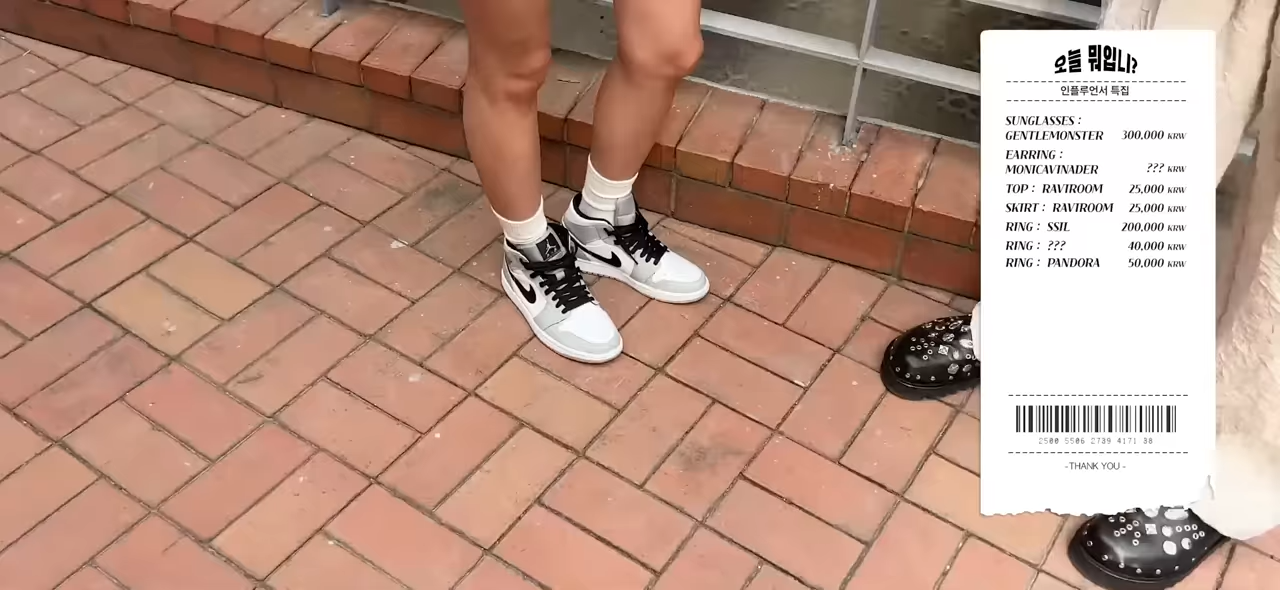 오늘 뭐입니?
인플루언서 특집
SUNGLASSES :
GENTLEMONSTER 300,000 KRW
EARRING :
MONICAVINADER ??? KRW
TOP : RAVIROOM 25,000 KRW
SKIRT : RAVIROOM 25,000 KRW
RING : SSIL 200,000 KRW
RING : ??? 40,000 KRW
RING : PANDORA 50,000 KRW
2500 5506 2739 4171 38
-THANK YOU -